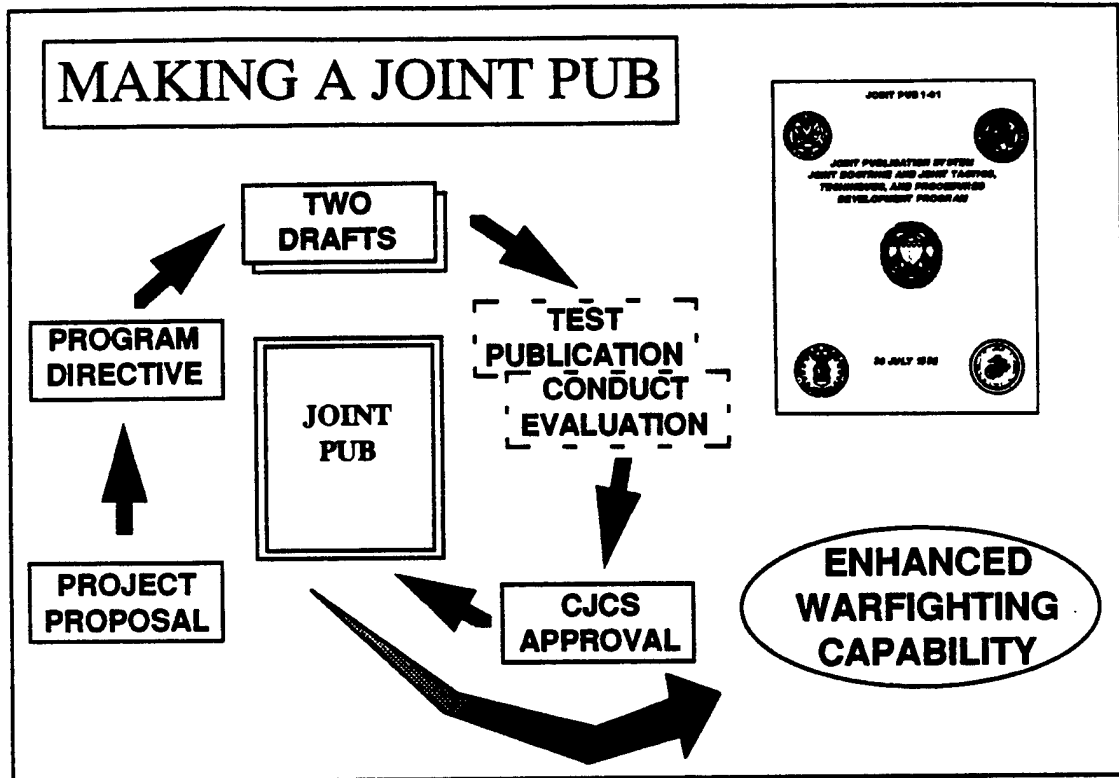 MAKING A JOINT PUB
JOINT PUB 1-01
JOINT PUBLICATION SYSTEM
JOINT DOCTRINE AND JOINT TACTICS,
TECHNIQUES, AND PROCEDURES
DEVELOPMENT PROGRAM
JULY
TWO
DRAFTS
PROGRAM
DIRECTIVE
TEST
PUBLICATION
CONDUCT
EVALUATION
JOINT
PUB
PROJECT
PROPOSAL
CJCS
APPROVAL
ENHANCED
WARFIGHTING
CAPABILITY